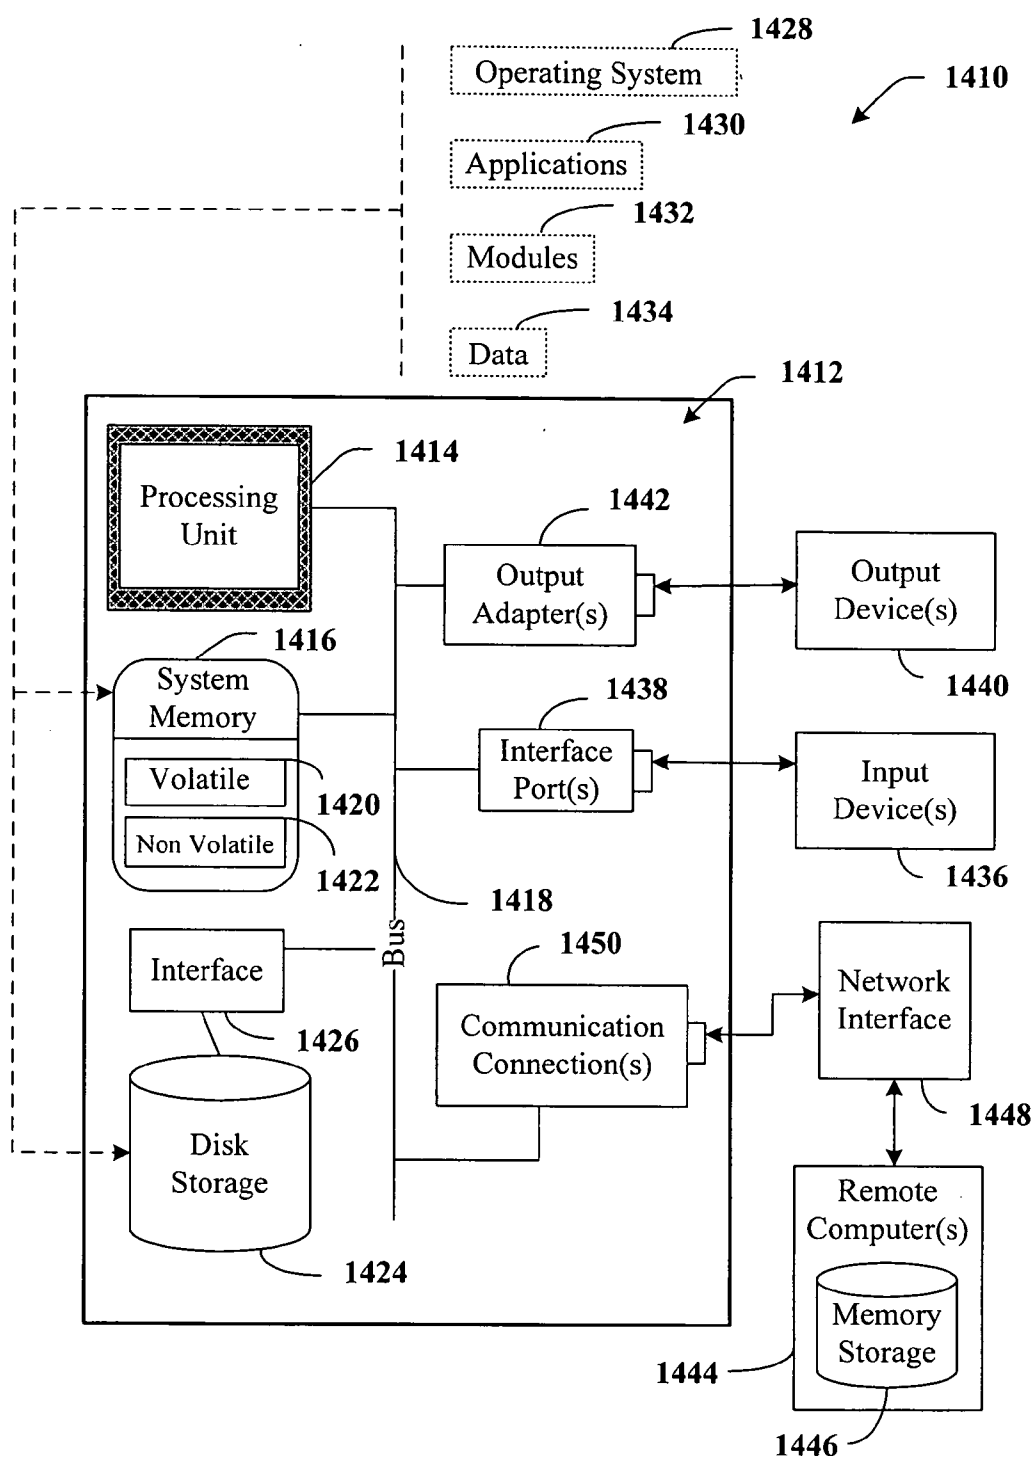 1428
Operating System
1410
1430
Applications
1432
Modules
1434
Data
1412
1414
Processing
Unit
1442
Output
Adapter(s)
Output
Device(s)
1440
1416
System
Memory
1438
Interface
Port(s)
Input
Device(s)
1436
Volatile
1420
Non Volatile
1422
1418
Bus
1450
Interface
1426
Communication
Connection(s)
Network
Interface
1448
Disk
Storage
1424
Remote
Computer(s)
Memory
Storage
1444
1446